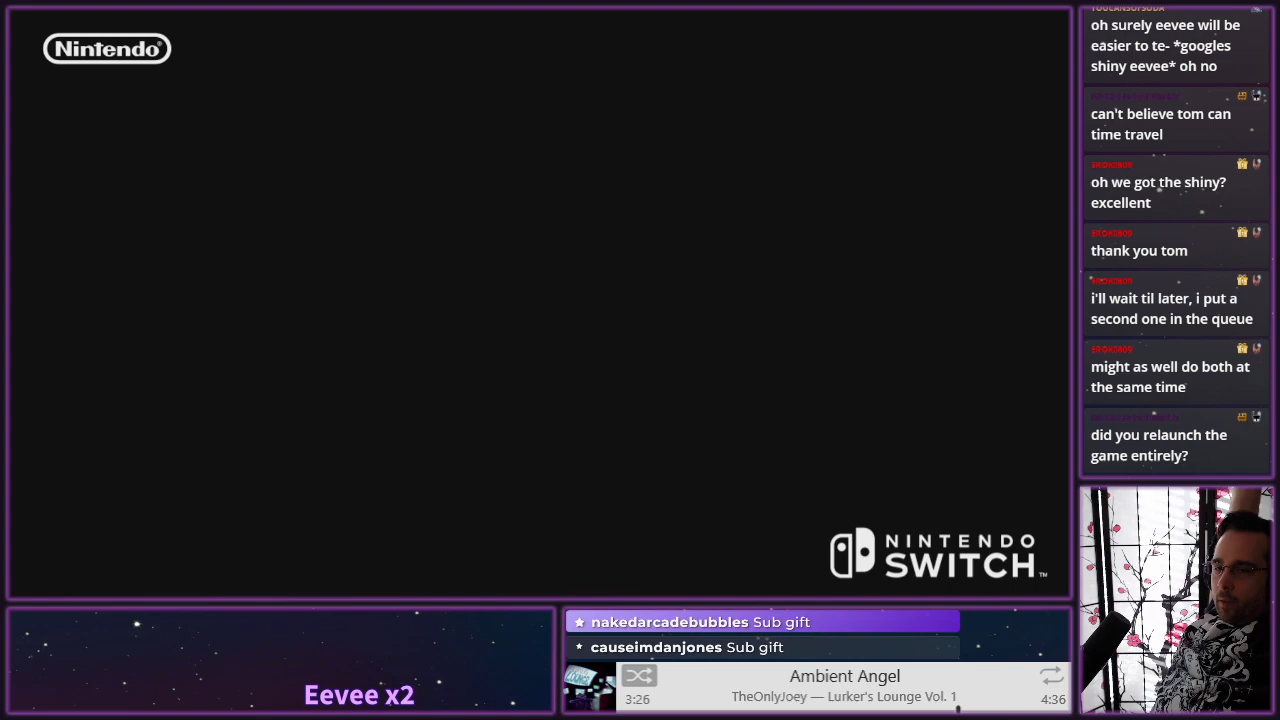 Nintendo®
NINTENDO
SWITCH™
TOUCANSOFSODA
oh surely eevee will be
easier to te- *googles
shiny eevee* oh no
can't believe tom can
time travel
oh we got the shiny?
excellent
thank you tom
i'll wait til later, i put a
second one in the queue
might as well do both at
the same time
did you relaunch the
game entirely?
nakedarcadebubbles Sub gift
causeimdanjones Sub gift
Ambient Angel
3:26
TheOnlyJoey — Lurker's Lounge Vol. 1
4:36
Eevee x2